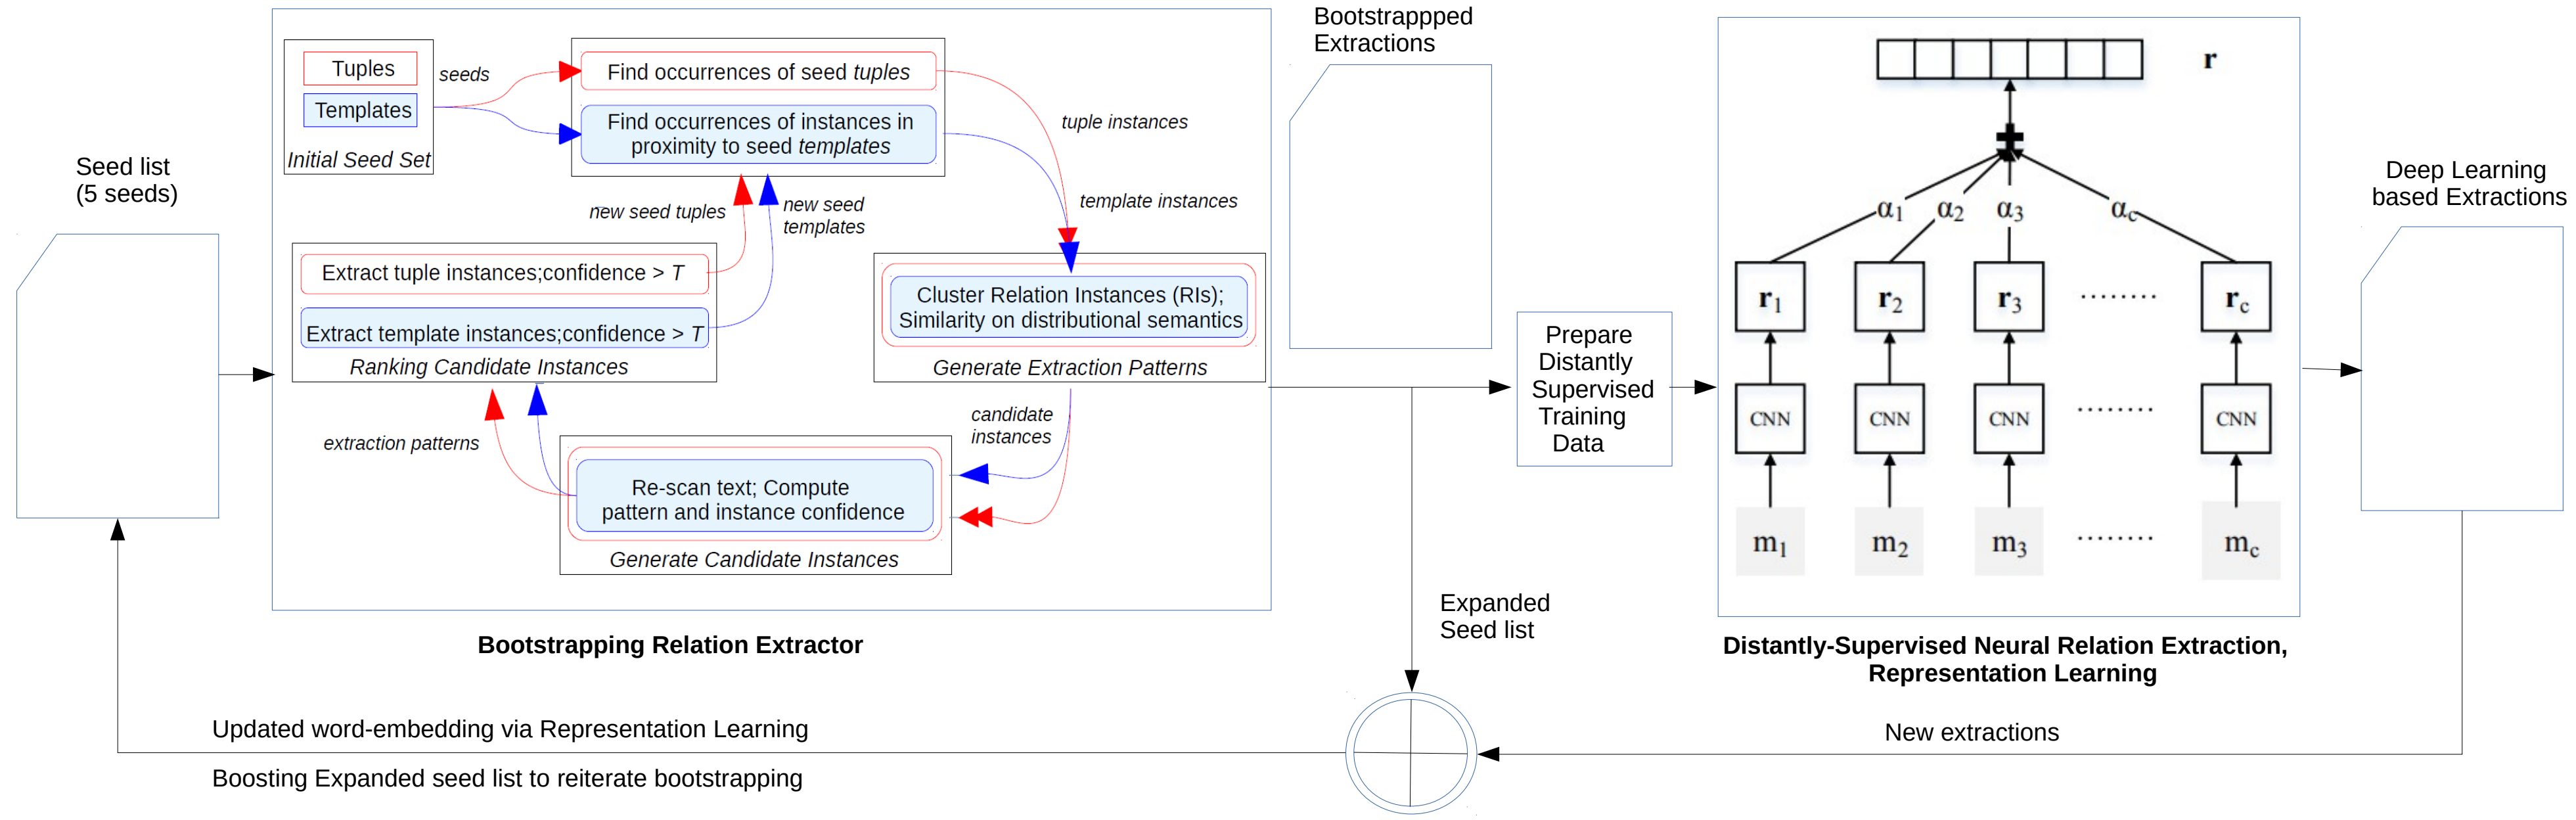 Seed list
(5 seeds)
Tuples
Templates
Initial Seed Set
seeds
Find occurrences of seed tuples
Find occurrences of instances in
proximity to seed templates
tuple instances
template instances
new seed tuples
new seed
templates
Extract tuple instances;confidence > T
Extract template instances;confidence > T
Ranking Candidate Instances
Cluster Relation Instances (RIs);
Similarity on distributional semantics
Generate Extraction Patterns
candidate
instances
extraction patterns
Re-scan text; Compute
pattern and instance confidence
Generate Candidate Instances
Bootstrapping Relation Extractor
Bootstrappped
Extractions
Prepare
Distantly
Supervised
Training
Data
Expanded
Seed list
r
α1 α2 α3 αc
r1 r2 r3 ........ rc
CNN CNN CNN ........ CNN
m1 m2 m3 ........ mc
Distantly-Supervised Neural Relation Extraction,
Representation Learning
Deep Learning
based Extractions
New extractions
Updated word-embedding via Representation Learning
Boosting Expanded seed list to reiterate bootstrapping